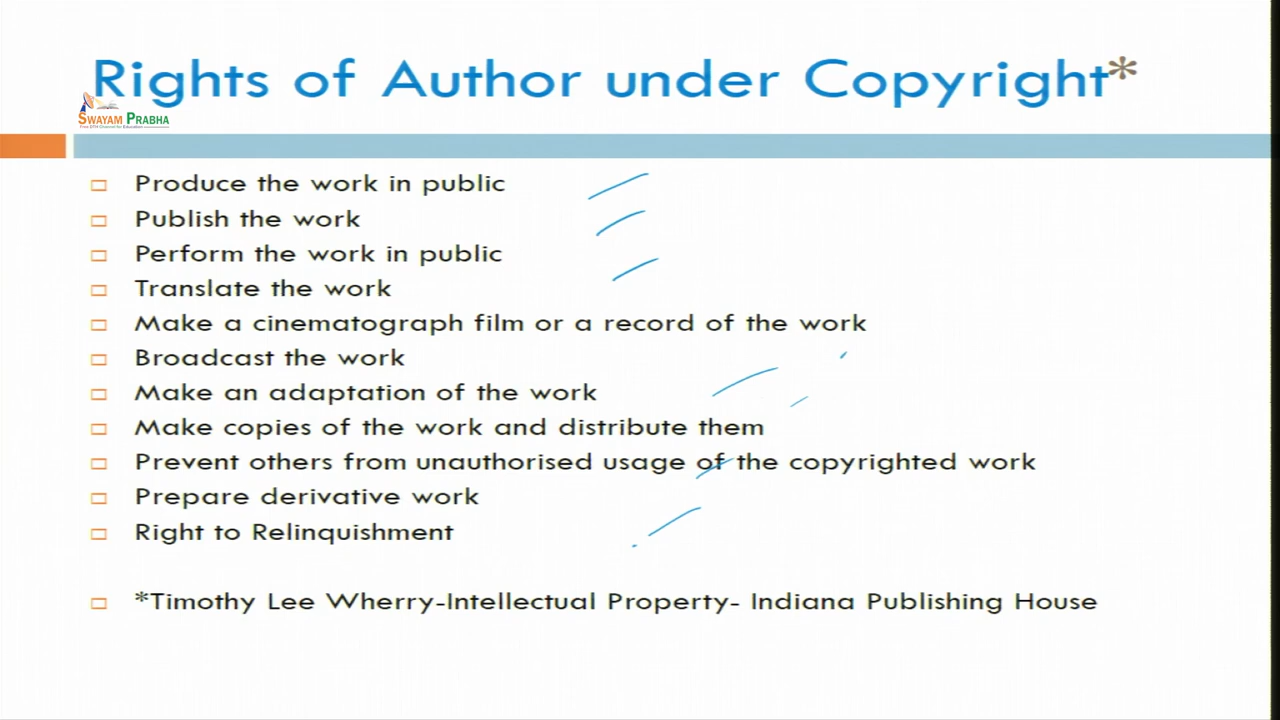 Rights of Author under Copyright*
SWAYAM PRABHA
Produce the work in public
Publish the work
Perform the work in public
Translate the work
Make a cinematograph film or a record of the work
Broadcast the work
Make an adaptation of the work
Make copies of the work and distribute them
Prevent others from unauthorised usage of the copyrighted work
Prepare derivative work
Right to Relinquishment
*Timothy Lee Wherry-Intellectual Property- Indiana Publishing House